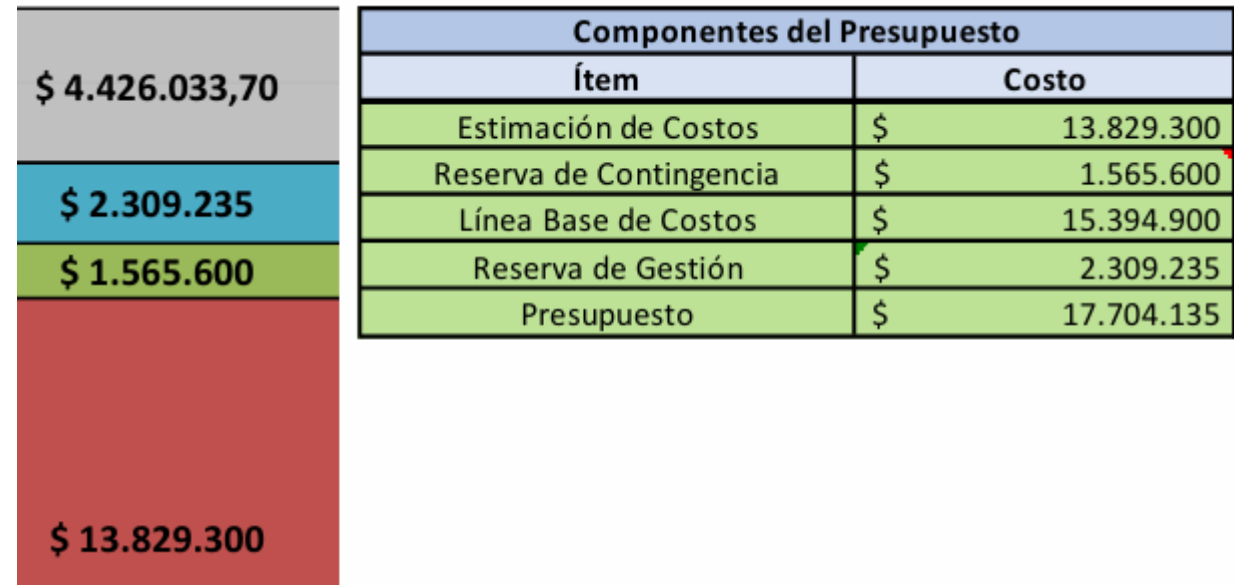 $ 4.426.033,70
$ 2.309.235
$ 1.565.600
$ 13.829.300
Componentes del Presupuesto
Ítem Costo
Estimación de Costos $ 13.829.300
Reserva de Contingencia $ 1.565.600
Línea Base de Costos $ 15.394.900
Reserva de Gestión $ 2.309.235
Presupuesto $ 17.704.135